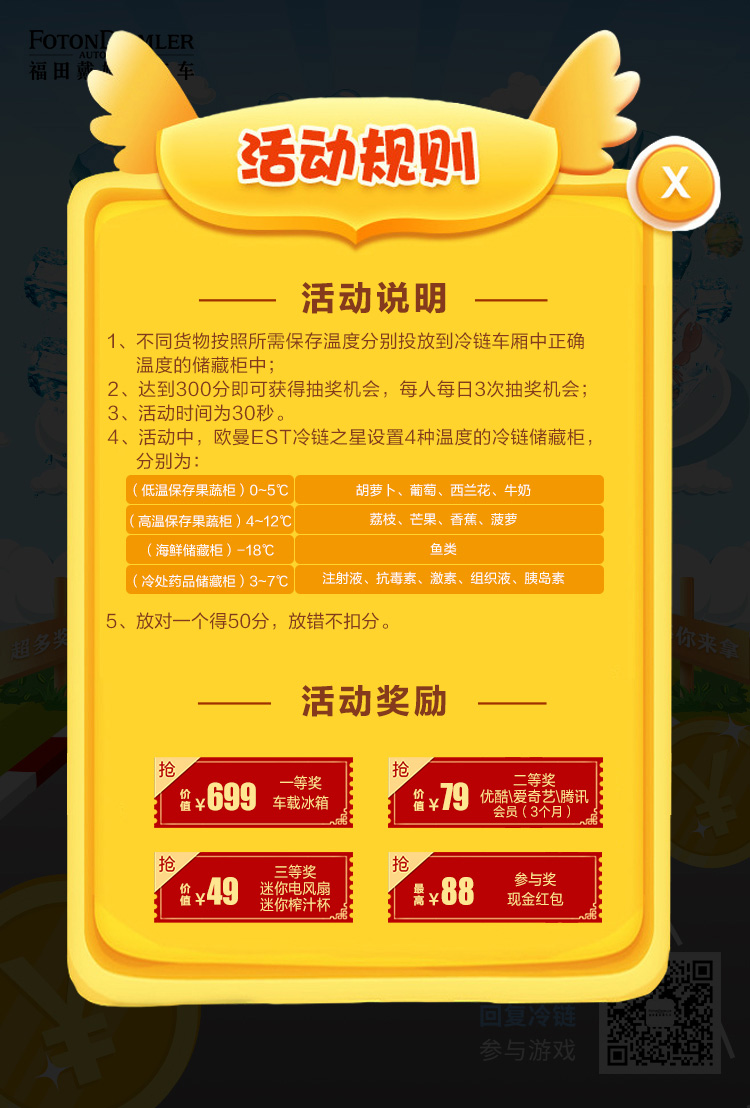 FOTON
MLER
AUTO
福田戴
车
活动规则
X
活动说明
1、不同货物按照所需保存温度分别投放到冷链车厢中正确
温度的储藏柜中；
2、达到300分即可获得抽奖机会，每人每日3次抽奖机会；
3、活动时间为30秒。
4、活动中，欧曼EST冷链之星设置4种温度的冷链储藏柜，
分别为：
（低温保存果蔬柜）0~5℃ 胡萝卜、葡萄、西兰花、牛奶
（高温保存果蔬柜）4~12℃ 荔枝、芒果、香蕉、菠萝
（海鲜储藏柜）-18℃ 鱼类
（冷处药品储藏柜）3~7℃ 注射液、抗毒素、激素、组织液、胰岛素
5、放对一个得50分，放错不扣分。
超多奖
你来拿
活动奖励
抢
价值¥699
一等奖
车载冰箱
抢
价值¥79
二等奖
优酷\爱奇艺\腾讯
会员（3个月）
抢
价值¥49
三等奖
迷你电风扇
迷你榨汁杯
抢
最高¥88
参与奖
现金红包
回复冷链
参与游戏